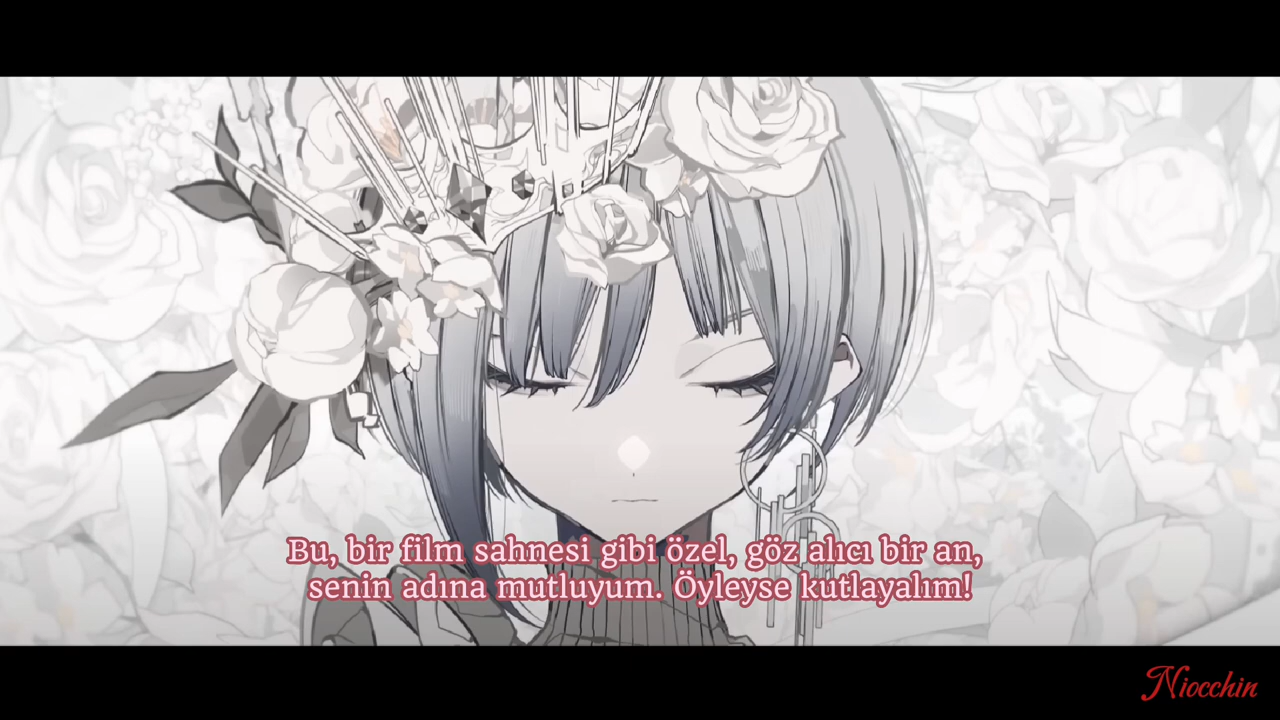 Bu, bir film sahnesi gibi özel, göz alıcı bir an,
senin adına mutluyum. Öyleyse kutlayalım!
Niocchin